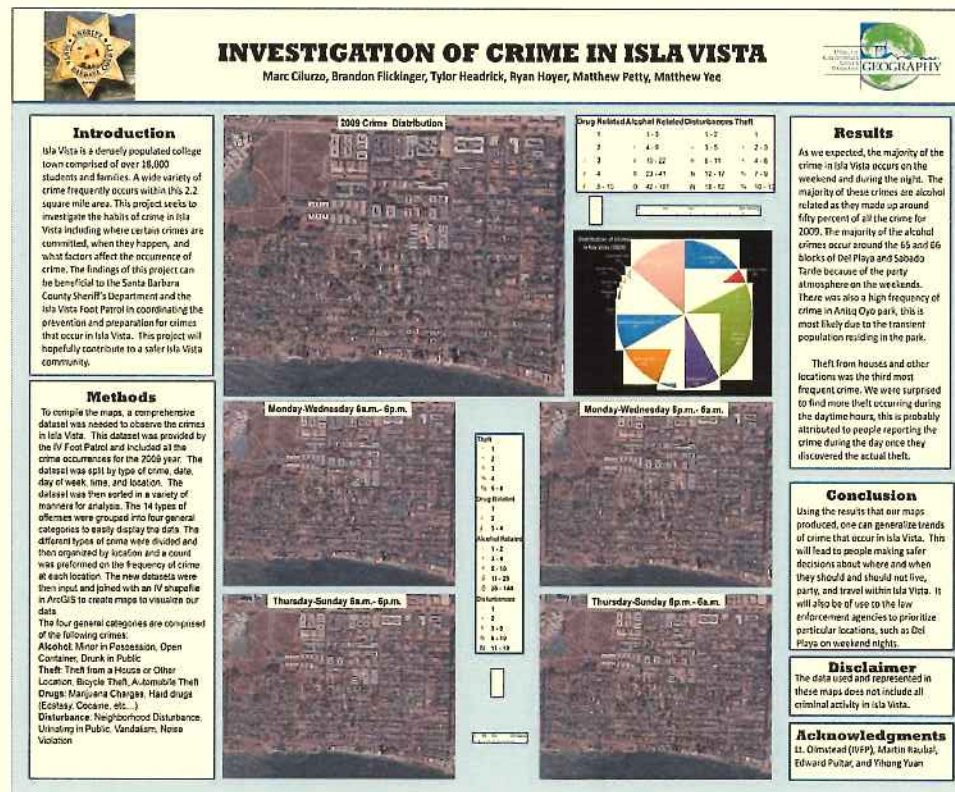 INVESTIGATION OF CRIME IN ISLA VISTA
Marc Cilurzo, Brandon Flickinger, Tylor Headrick, Ryan Hoyer, Matthew Petty, Matthew Yee
GEOGRAPHY
Introduction
Isla Vista is a densely populated college
town comprised of over 18,000
students and families. A wide variety of
crime frequently occurs within this 2.2
square mile area. This project seeks to
investigate the habits of crime in Isla
Vista including where certain crimes are
committed, when they happen, and
what factors affect the occurrence of
crime. The findings of this project can
be beneficial to the Santa Barbara
County Sheriff's Department and the
Isla Vista Foot Patrol in coordinating the
prevention and preparation for crimes
that occur in Isla Vista. This project will
hopefully contribute to a safer Isla Vista
community.
Methods
To compile the maps, a comprehensive
dataset was needed to observe the crimes
in Isla Vista. This dataset was provided by
the IV Foot Patrol and included all the
crime occurrences for the 2009 year. The
dataset was split by type of crime, date,
day of week, time, and location. The
dataset was then sorted in a variety of
manners for analysis. The 14 types of
offenses were grouped into four general
categories to easily display the data. The
different types of crime were divided and
then organized by location and a count
was preformed on the frequency of crime
at each location. The new datasets were
then input and joined with an IV shapefile
in ArcGIS to create maps to visualize our
data.
The four general categories are comprised
of the following crimes:
Alcohol: Minor in Possession, Open
Container, Drunk in Public
Theft: Theft from a House or Other
Location, Bicycle Theft, Automobile Theft
Drugs: Marijuana Charges, Hard drugs
(Ecstasy, Cocaine, etc...)
Disturbance: Neighborhood Disturbance,
Urinating in Public, Vandalism, Noise
Violation
2009 Crime Distribution
Drug Related Alcohol Related Disturbances Theft
Monday-Wednesday 6a.m.- 6p.m.
Monday-Wednesday 6p.m.- 6a.m.
Theft
Drug Related
Alcohol Related
Disturbances
Thursday-Sunday 6a.m.- 6p.m.
Thursday-Sunday 6p.m.- 6a.m.
Results
As we expected, the majority of the
crime in Isla Vista occurs on the
weekend and during the night. The
majority of these crimes are alcohol
related as they made up around
fifty percent of all the crime for
2009. The majority of the alcohol
crimes occur around the 65 and 66
blocks of Del Playa and Sabado
Tarde because of the party
atmosphere on the weekends.
There was also a high frequency of
crime in Anisq Oyo park, this is
most likely due to the transient
population residing in the park.
Theft from houses and other
locations was the third most
frequent crime. We were surprised
to find more theft occurring during
the daytime hours, this is probably
attributed to people reporting the
crime during the day once they
discovered the actual theft.
Conclusion
Using the results that our maps
produced, one can generalize trends
of crime that occur in Isla Vista. This
will lead to people making safer
decisions about where and when
they should and should not live,
party, and travel within Isla Vista. It
will also be of use to the law
enforcement agencies to prioritize
particular locations, such as Del
Playa on weekend nights.
Disclaimer
The data used and represented in
these maps does not include all
criminal activity in Isla Vista.
Acknowledgments
Lt. Olmstead (IVFP), Martin Raubal,
Edward Pultar, and Yihong Yuan